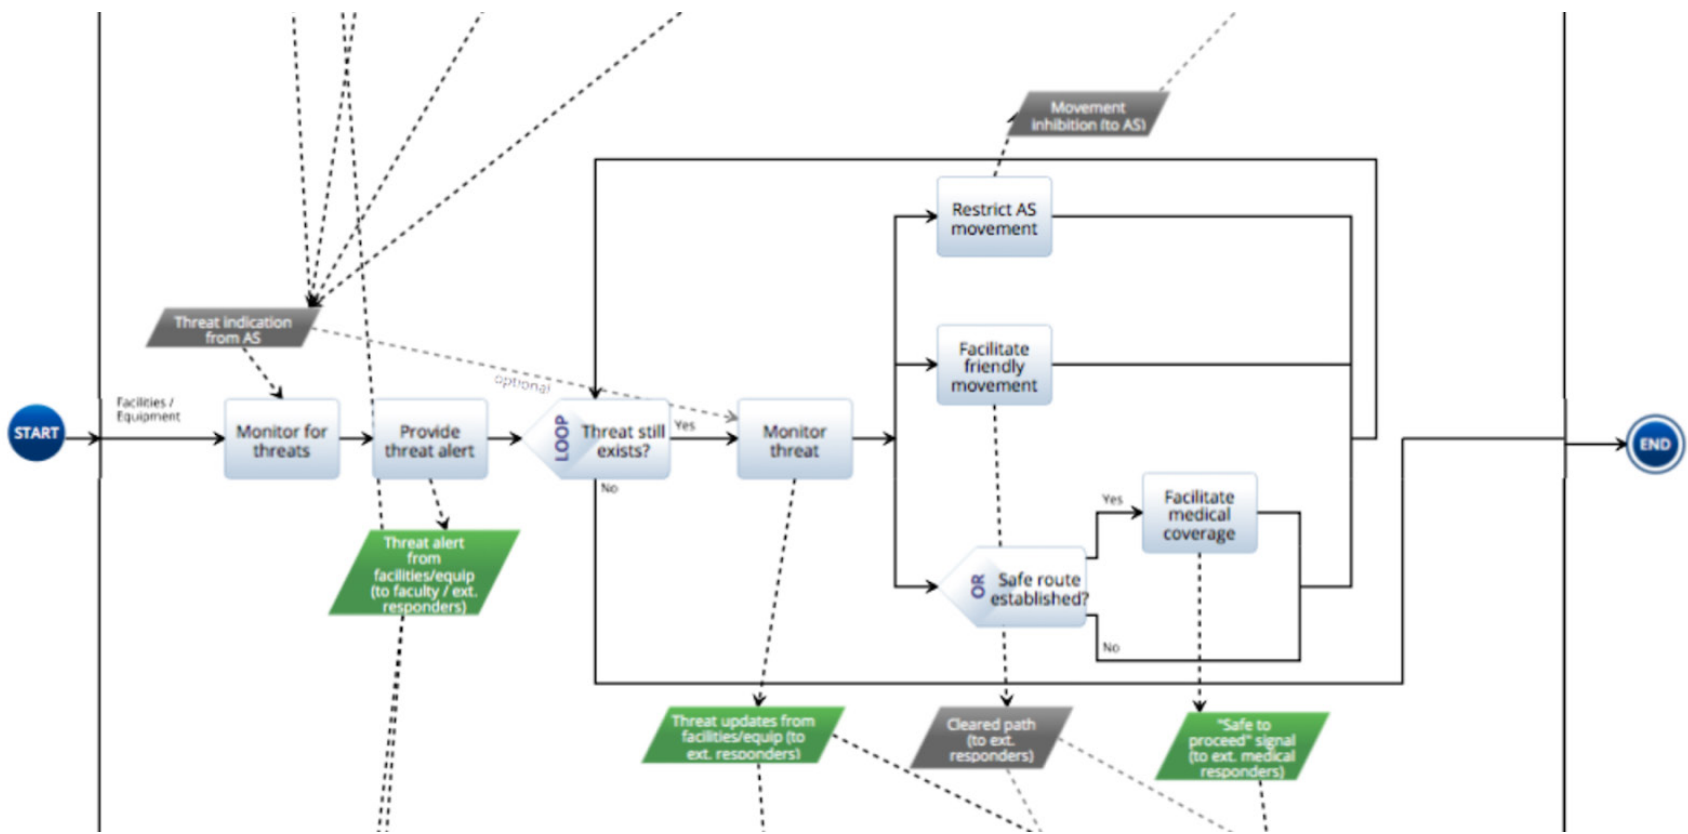 Movement
inhibition (to AS)
Restrict AS
movement
Threat indication
from AS
Facilitate
friendly
movement
optional
START
Facilities /
Equipment
Monitor for
threats
Provide
threat alert
LOOP
Threat still
exists?
Yes
No
Monitor
threat
END
Yes
Facilitate
medical
coverage
OR
Safe route
established?
No
Threat alert
from
facilities/equip
(to faculty / ext.
responders)
Threat updates from
facilities/equip (to
ext. responders)
Cleared path
(to ext.
responders)
"Safe to
proceed" signal
(to ext. medical
responders)